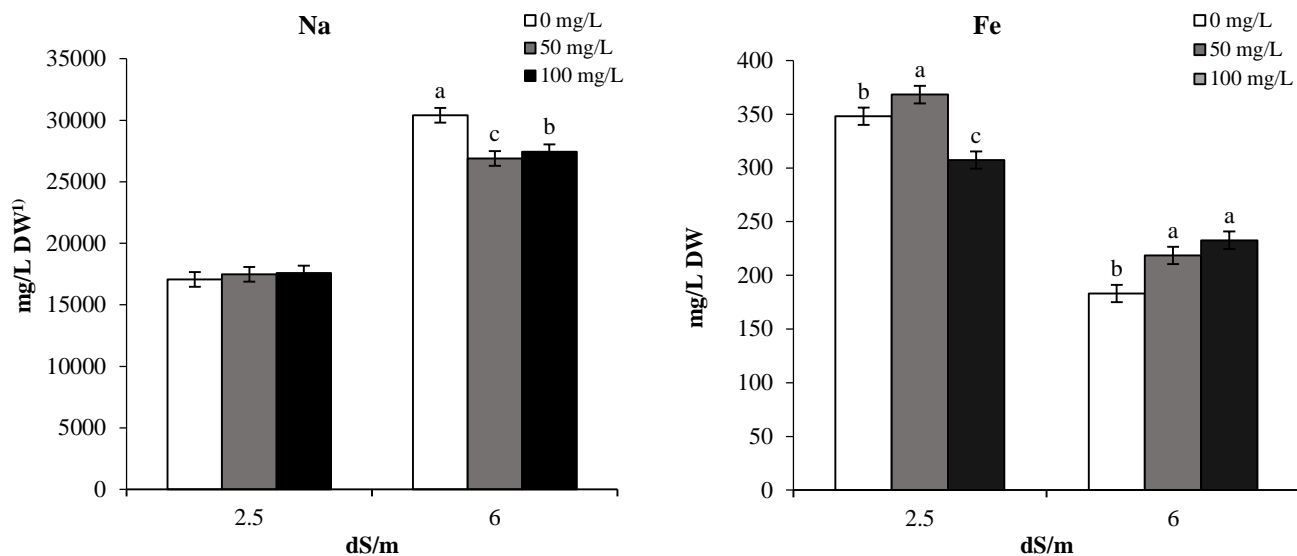 Na
0 mg/L
50 mg/L
100 mg/L
35000
30000
25000
20000
15000
10000
5000
0
mg/L DW¹⁾
a
c
b
2.5
6
dS/m
Fe
0 mg/L
50 mg/L
100 mg/L
400
350
300
250
200
150
100
50
0
mg/L DW
b
a
c
b
a
a
2.5
6
dS/m